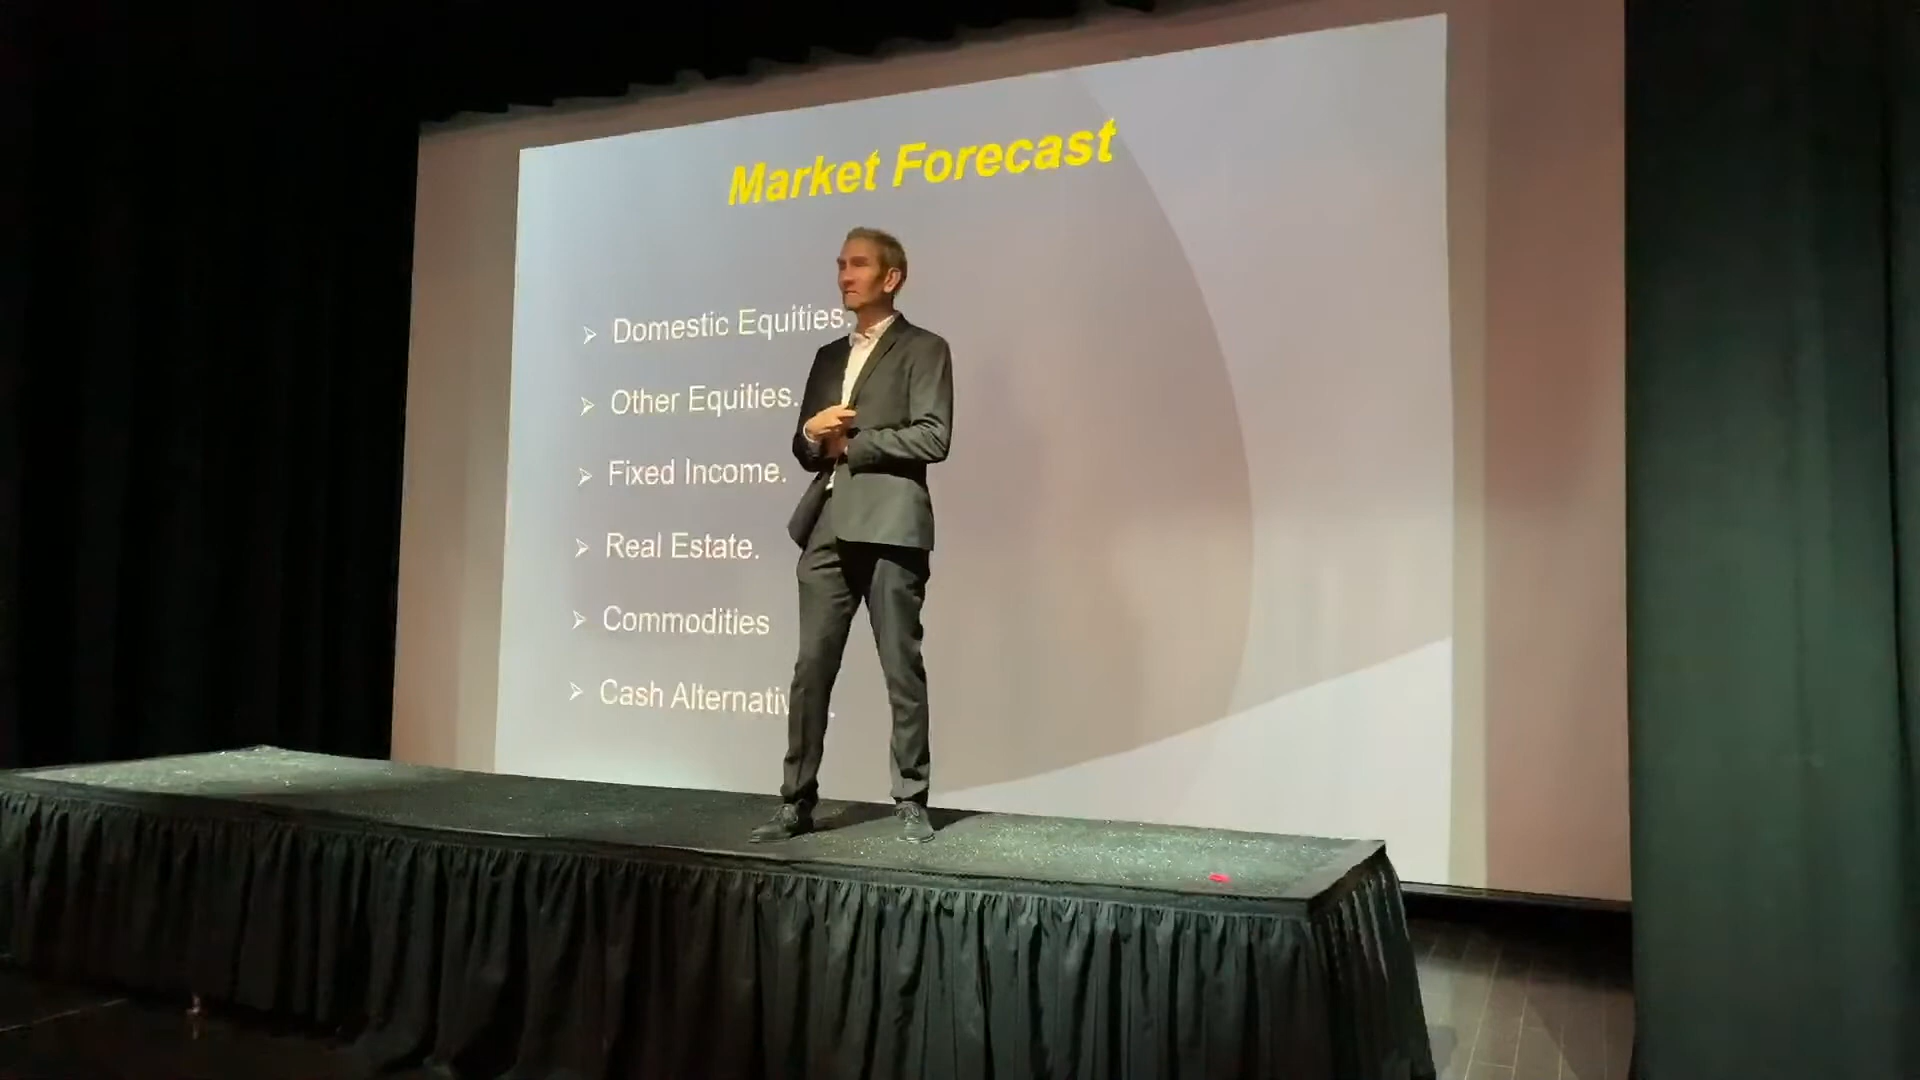 Market Forecast
➢ Domestic Equities.
➢ Other Equities.
➢ Fixed Income.
➢ Real Estate.
➢ Commodities
➢ Cash